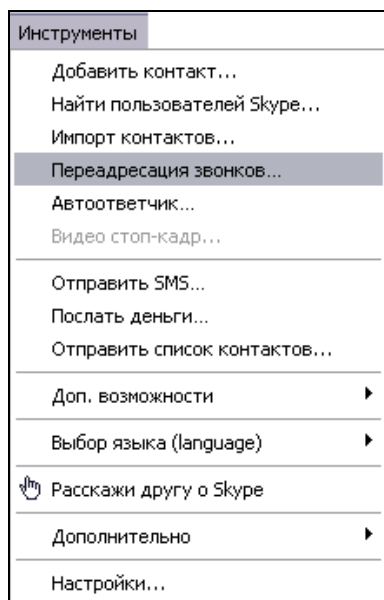 Инструменты
Добавить контакт...
Найти пользователей Skype...
Импорт контактов...
Переадресация звонков...
Автоответчик...
Видео стоп-кадр...
Отправить SMS...
Послать деньги...
Отправить список контактов...
Доп. возможности
Выбор языка (language)
Расскажи другу о Skype
Дополнительно
Настройки...